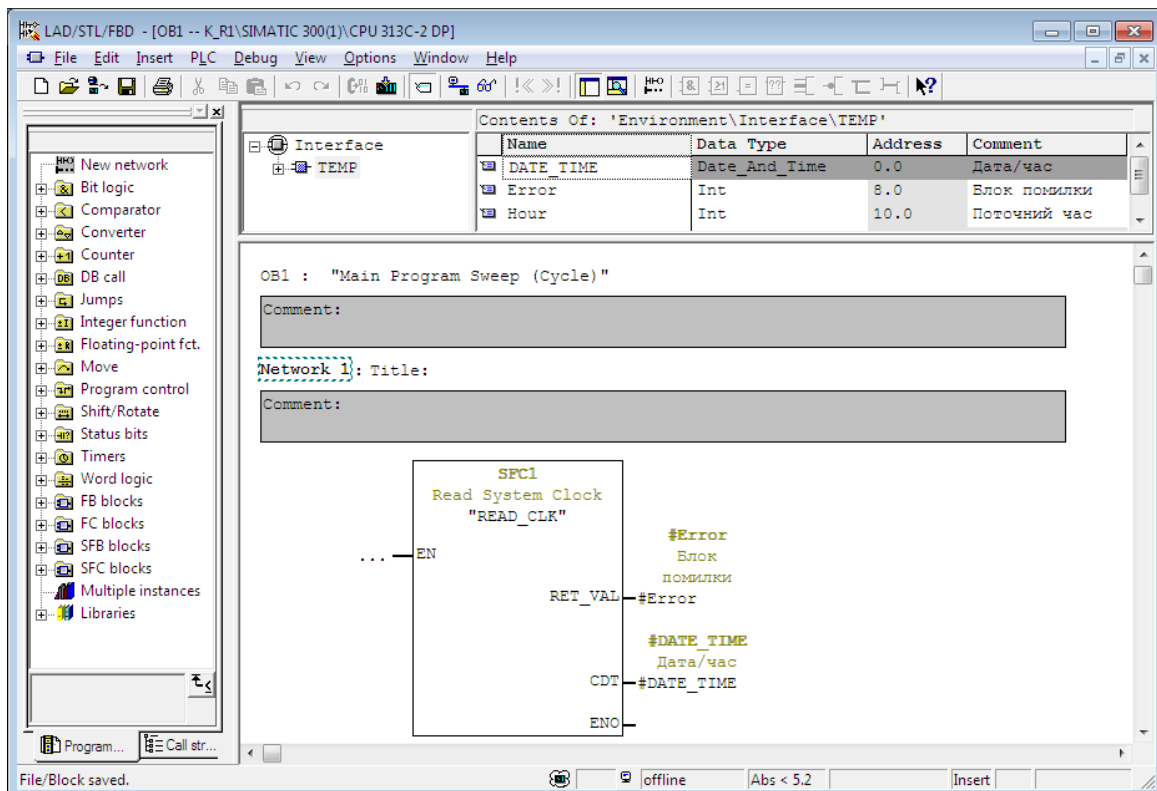 LAD/STL/FBD - [OB1 -- K_R1\SIMATIC 300(1)\CPU 313C-2 DP]
File Edit Insert PLC Debug View Options Window Help
New network
Bit logic
Comparator
Converter
Counter
DB call
Jumps
Integer function
Floating-point fct.
Move
Program control
Shift/Rotate
Status bits
Timers
Word logic
FB blocks
FC blocks
SFB blocks
SFC blocks
Multiple instances
Libraries
Program... Call str...
Interface
TEMP
Contents Of: 'Environment\Interface\TEMP'
Name Data Type Address Comment
DATE_TIME Date_And_Time 0.0 Дата/час
Error Int 8.0 Блок помилки
Hour Int 10.0 Поточний час
OB1 : "Main Program Sweep (Cycle)"
Comment:
Network 1: Title:
Comment:
SFC1
Read System Clock
"READ_CLK"
... EN
#Error
Блок
помилки
RET_VAL #Error
#DATE_TIME
Дата/час
CDT #DATE_TIME
ENO
File/Block saved. offline Abs < 5.2 Insert